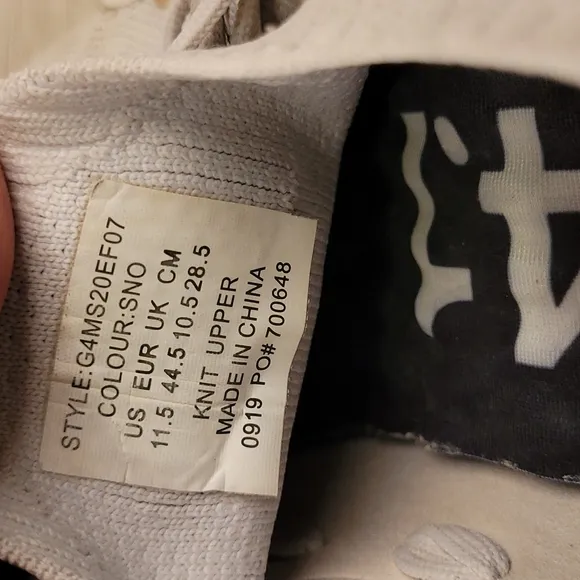 STYLE:G4MS20EF07
COLOUR:SNO
US EUR UK CM
11.5 44.5 10.5 28.5
KNIT UPPER
MADE IN CHINA
0919 PO# 700648